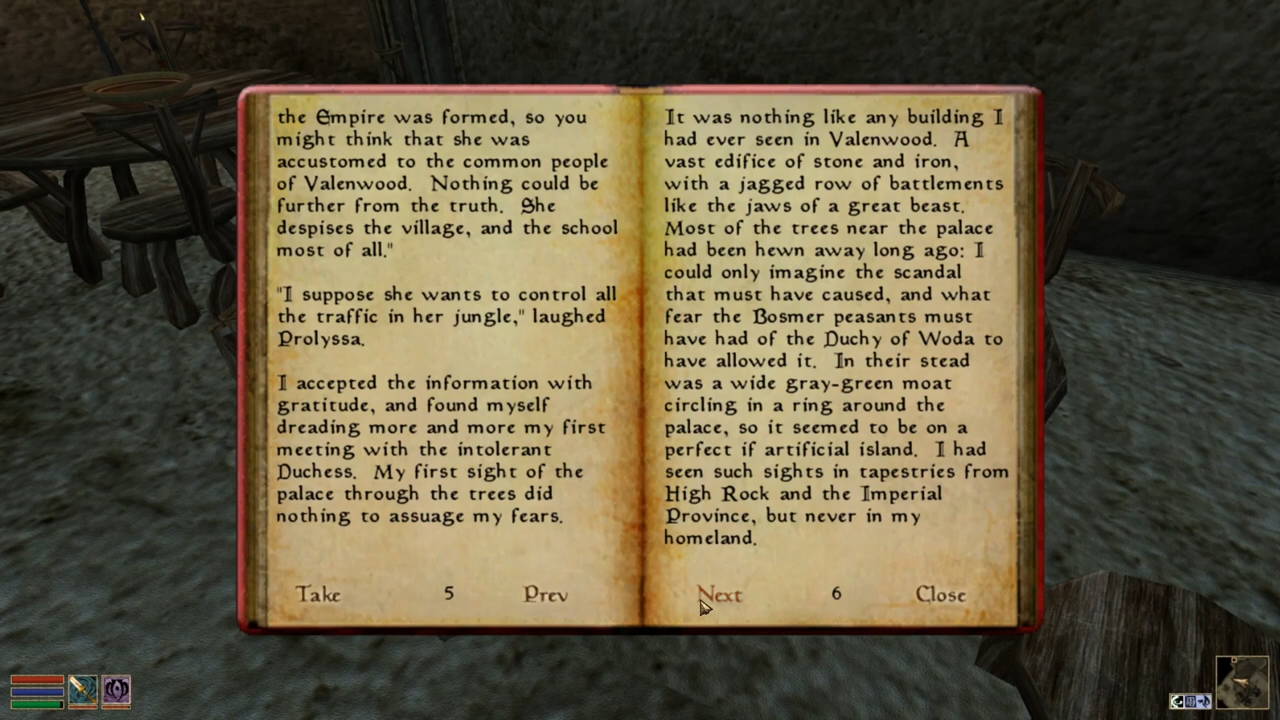 the Empire was formed, so you
might think that she was
accustomed to the common people
of Valenwood.  Nothing could be
further from the truth.  She
despises the village, and the school
most of all."
"I suppose she wants to control all
the traffic in her jungle," laughed
Prolyssa.
I accepted the information with
gratitude, and found myself
dreading more and more my first
meeting with the intolerant
Duchess.  My first sight of the
palace through the trees did
nothing to assuage my fears.
Take 5 Prev
It was nothing like any building I
had ever seen in Valenwood.  A
vast edifice of stone and iron,
with a jagged row of battlements
like the jaws of a great beast.
Most of the trees near the palace
had been hewn away long ago: I
could only imagine the scandal
that must have caused, and what
fear the Bosmer peasants must
have had of the Duchy of Woda to
have allowed it.  In their stead
was a wide gray-green moat
circling in a ring around the
palace, so it seemed to be on a
perfect if artificial island.  I had
seen such sights in tapestries from
High Rock and the Imperial
Province, but never in my
homeland.
Next 6 Close